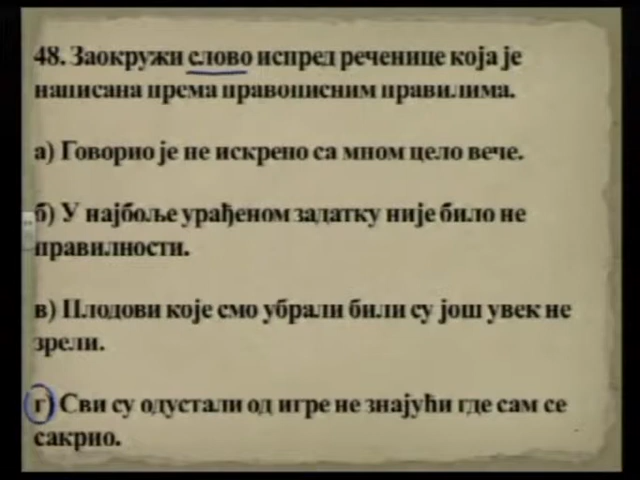 48. Заокружи слово испред реченице која је
написана према правописним правилима.
а) Говорио је не искрено са мном цело вече.
б) У најбоље урађеном задатку није било не
правилности.
в) Плодови које смо убрали били су још увек не
зрели.
г) Сви су одустали од игре не знајући где сам се
сакрио.